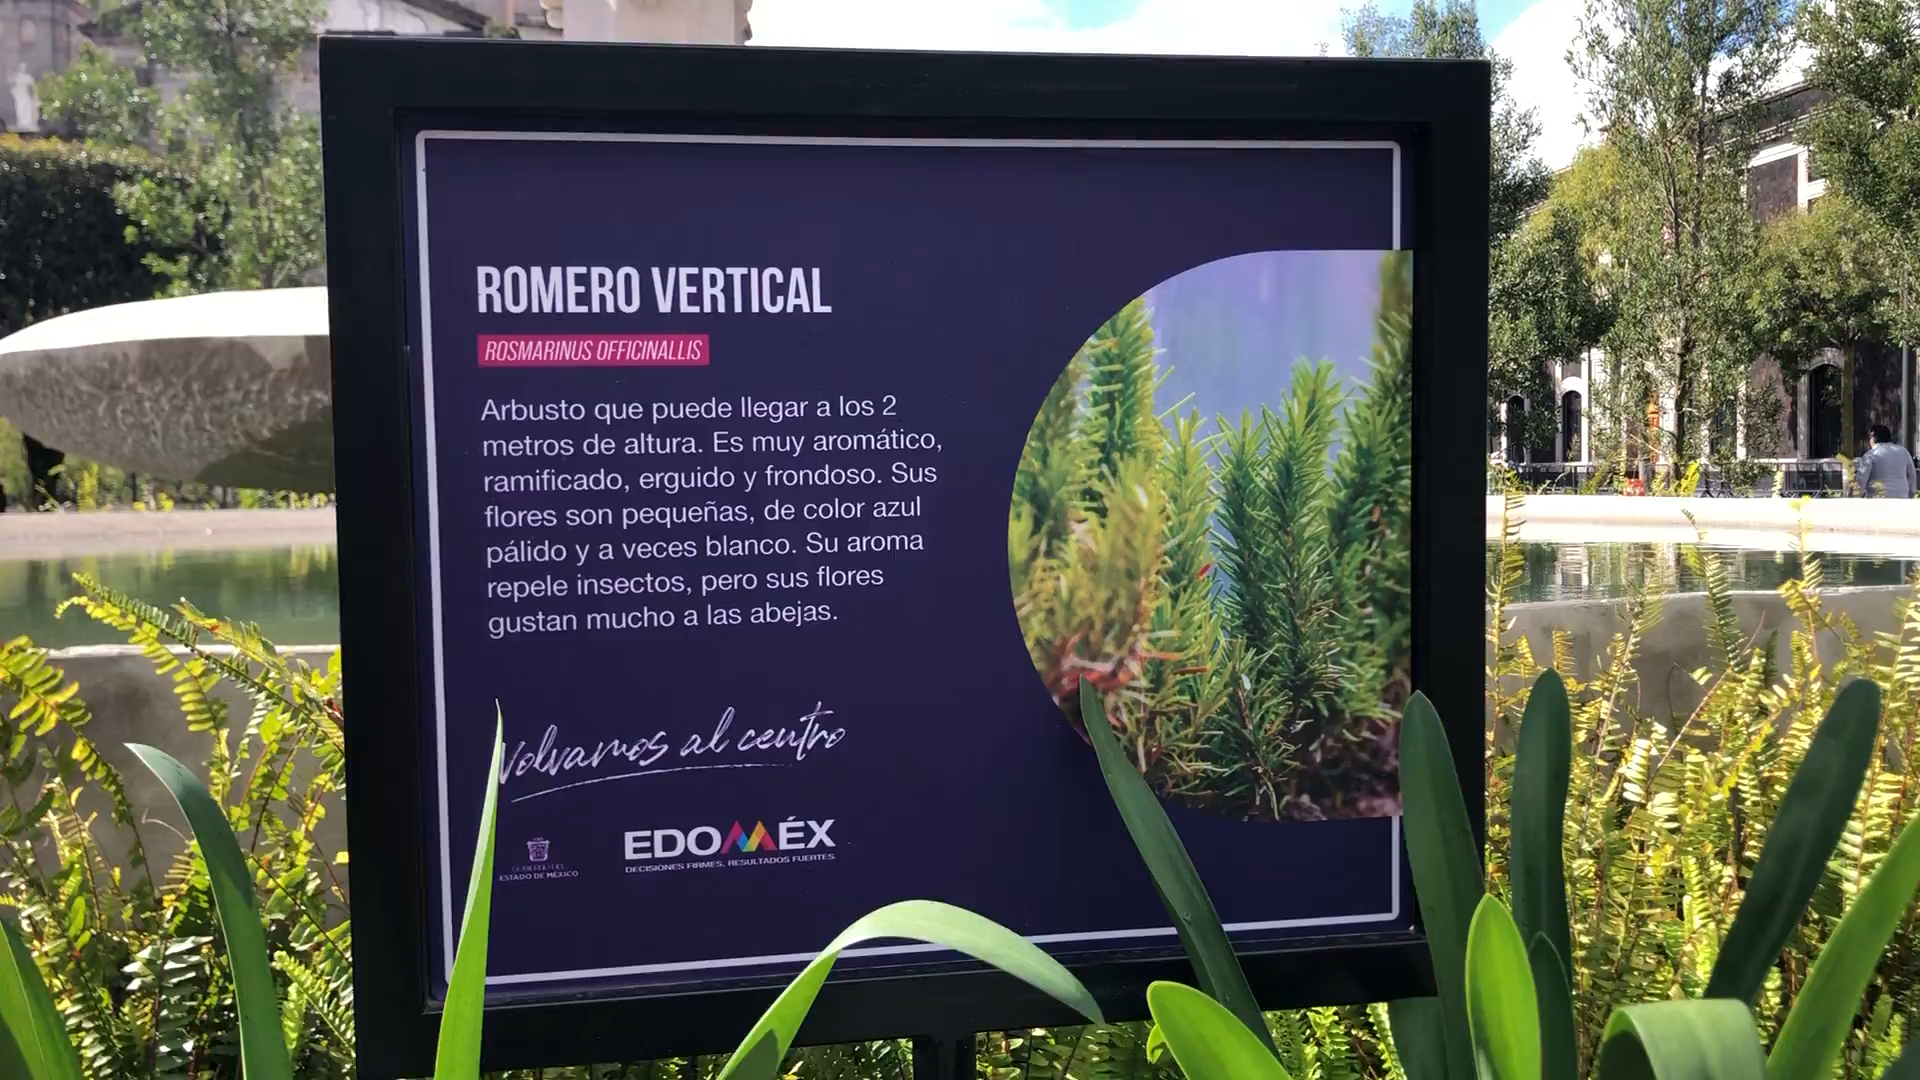 ROMERO VERTICAL
ROSMARINUS OFFICINALLIS
Arbusto que puede llegar a los 2
metros de altura. Es muy aromático,
ramificado, erguido y frondoso. Sus
flores son pequeñas, de color azul
pálido y a veces blanco. Su aroma
repele insectos, pero sus flores
gustan mucho a las abejas.
Volvamos al centro
GOBIERNO DEL
ESTADO DE MÉXICO
EDOMÉX
DECISIONES FIRMES, RESULTADOS FUERTES.